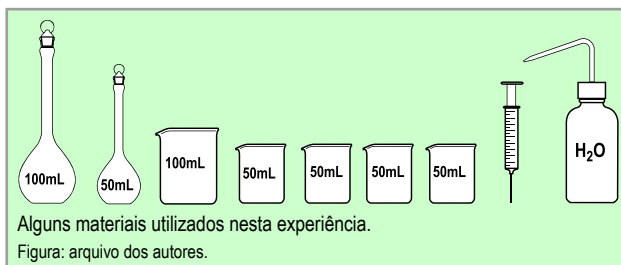 100mL
50mL
100mL
50mL
50mL
50mL
50mL
H₂O
Alguns materiais utilizados nesta experiência.
Figura: arquivo dos autores.